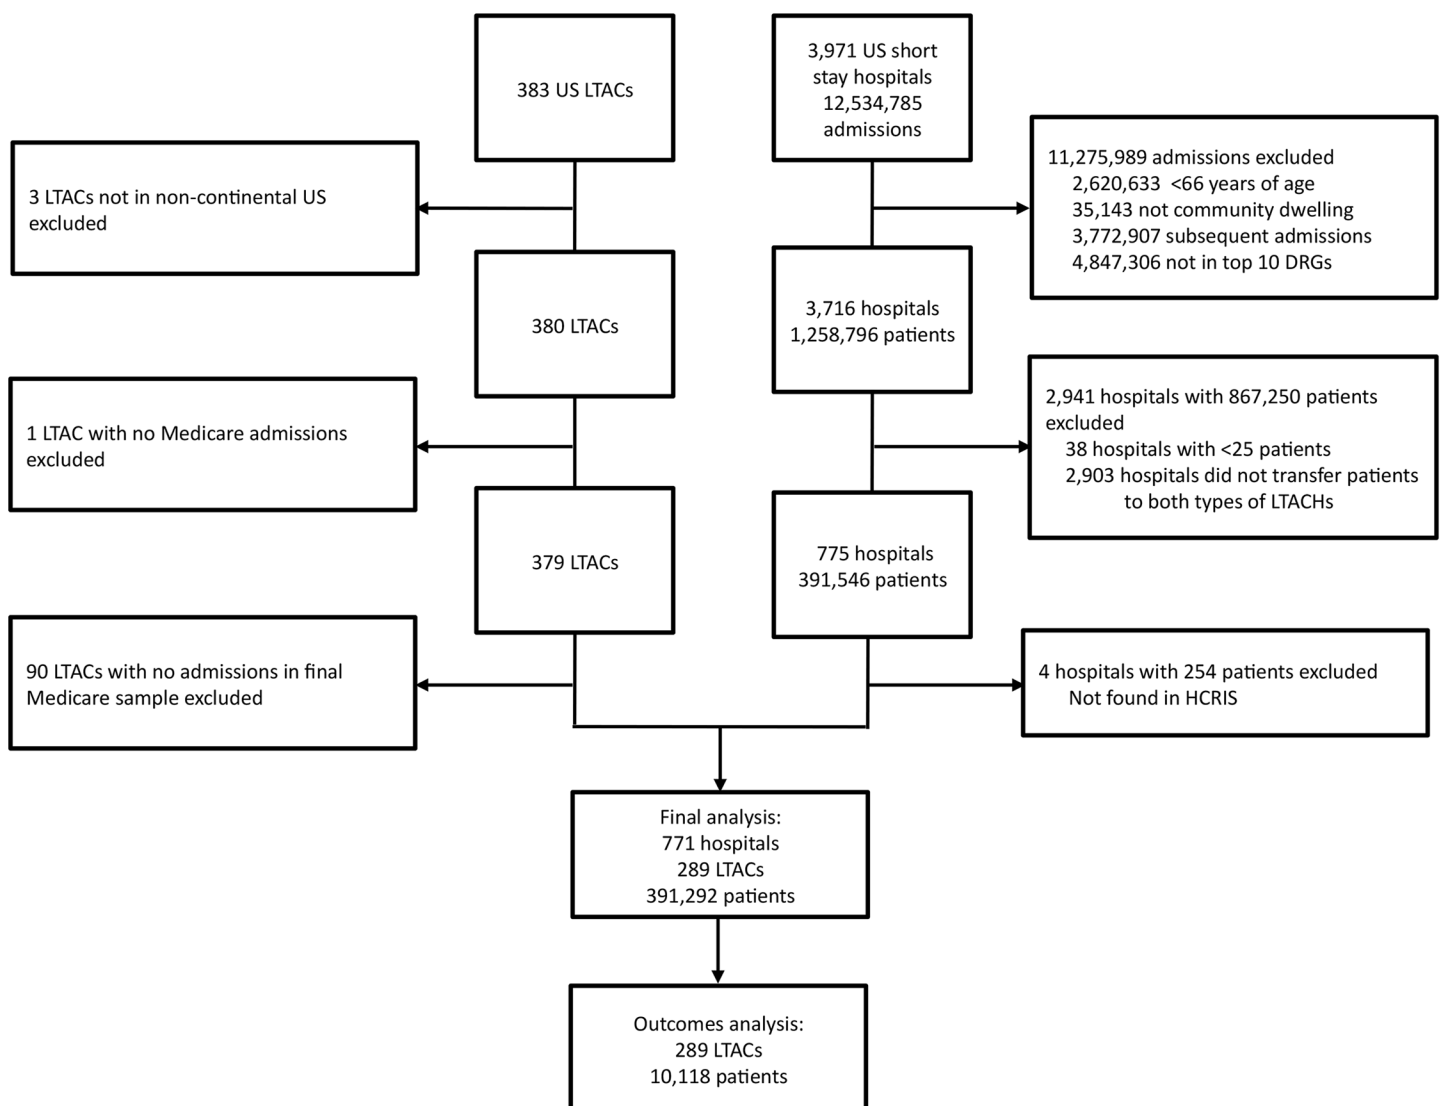 383 US LTACs
3,971 US short
stay hospitals
12,534,785
admissions
3 LTACs not in non-continental US
excluded
11,275,989 admissions excluded
2,620,633 <66 years of age
35,143 not community dwelling
3,772,907 subsequent admissions
4,847,306 not in top 10 DRGs
380 LTACs
3,716 hospitals
1,258,796 patients
1 LTAC with no Medicare admissions
excluded
2,941 hospitals with 867,250 patients
excluded
38 hospitals with <25 patients
2,903 hospitals did not transfer patients
to both types of LTACHs
379 LTACs
775 hospitals
391,546 patients
90 LTACs with no admissions in final
Medicare sample excluded
4 hospitals with 254 patients excluded
Not found in HCRIS
Final analysis:
771 hospitals
289 LTACs
391,292 patients
Outcomes analysis:
289 LTACs
10,118 patients